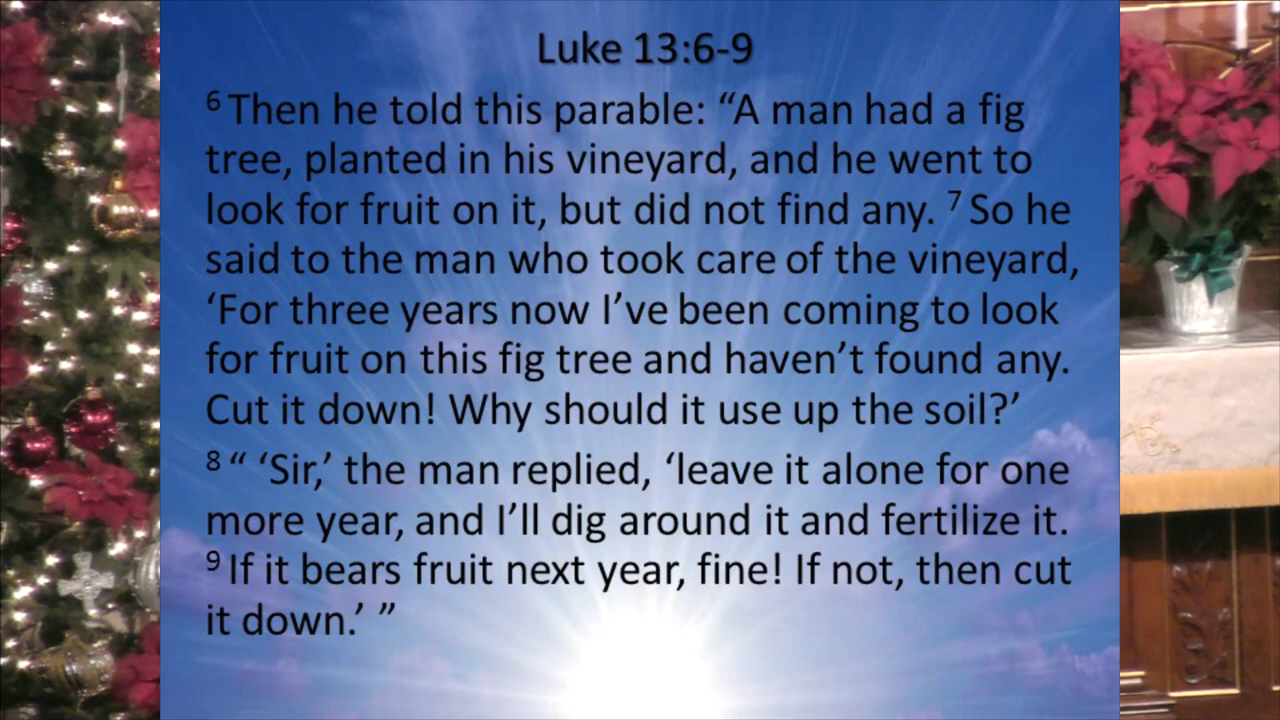 Luke 13:6-9
6 Then he told this parable: “A man had a fig
tree, planted in his vineyard, and he went to
look for fruit on it, but did not find any. 7 So he
said to the man who took care of the vineyard,
‘For three years now I’ve been coming to look
for fruit on this fig tree and haven’t found any.
Cut it down! Why should it use up the soil?’
8 “ ‘Sir,’ the man replied, ‘leave it alone for one
more year, and I’ll dig around it and fertilize it.
9 If it bears fruit next year, fine! If not, then cut
it down.’ ”